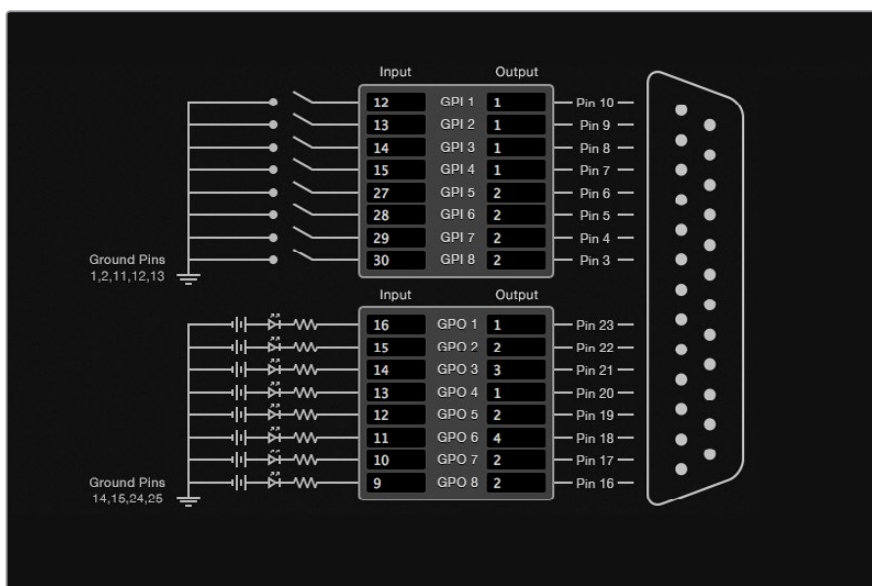 Input Output
12 GPI 1 1 Pin 10
13 GPI 2 1 Pin 9
14 GPI 3 1 Pin 8
15 GPI 4 1 Pin 7
27 GPI 5 2 Pin 6
28 GPI 6 2 Pin 5
29 GPI 7 2 Pin 4
30 GPI 8 2 Pin 3
Ground Pins
1,2,11,12,13
Input Output
16 GPO 1 1 Pin 23
15 GPO 2 2 Pin 22
14 GPO 3 3 Pin 21
13 GPO 4 1 Pin 20
12 GPO 5 2 Pin 19
11 GPO 6 4 Pin 18
10 GPO 7 2 Pin 17
9 GPO 8 2 Pin 16
Ground Pins
14,15,24,25